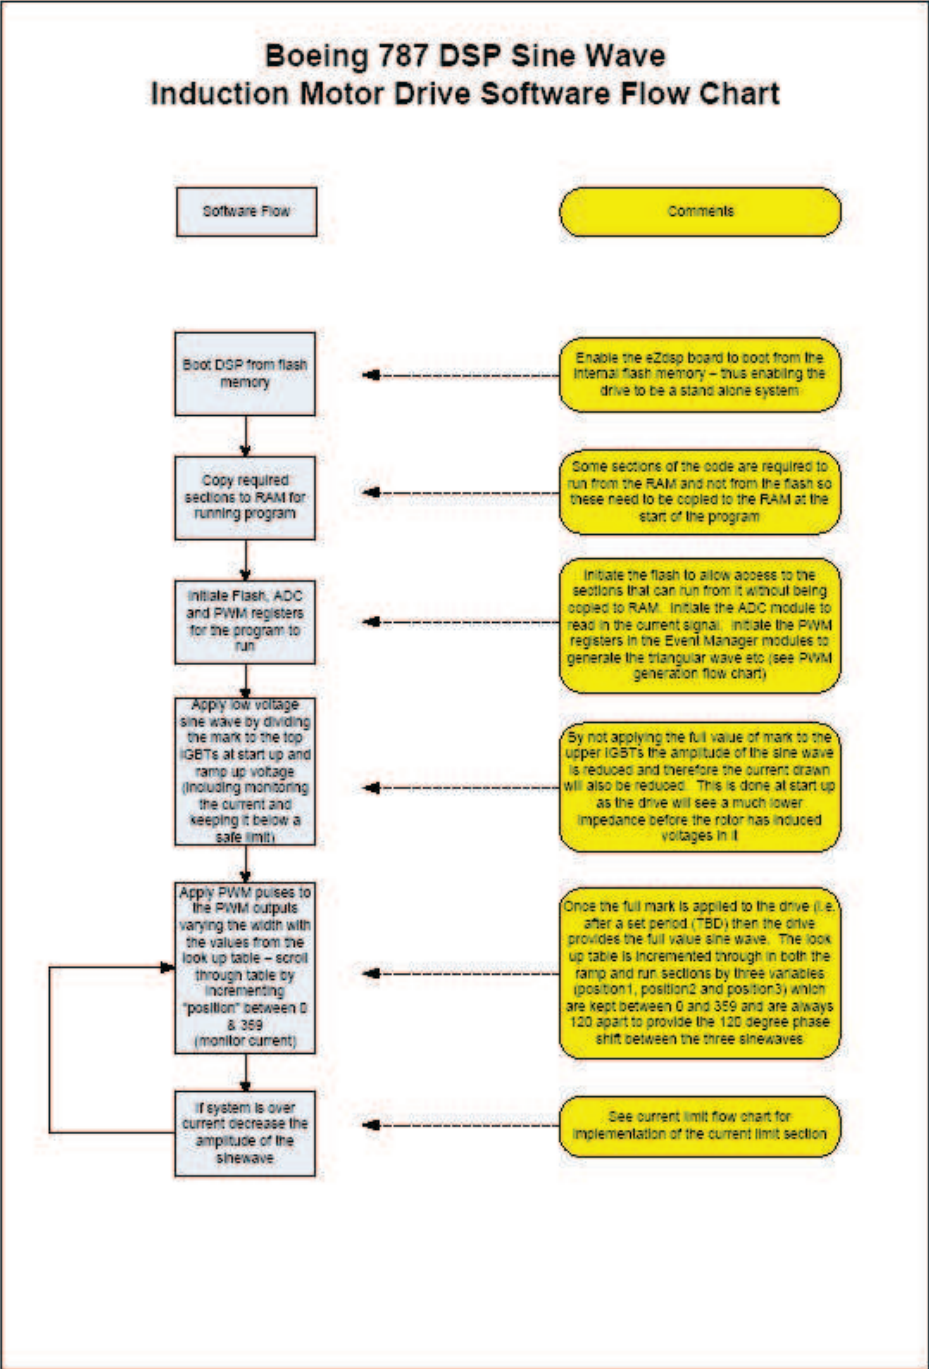 Boeing 787 DSP Sine Wave
Induction Motor Drive Software Flow Chart
Software Flow
Comments
Boot DSP from flash
memory
Enable the eZdsp board to boot from the
internal flash memory – thus enabling the
drive to be a stand alone system
Copy required
sections to RAM for
running program
Some sections of the code are required to
run from the RAM and not from the flash so
these need to be copied to the RAM at the
start of the program
Initiate Flash, ADC
and PWM registers
for the program to
run
Initiate the flash to allow access to the
sections that can run from it without being
copied to RAM. Initiate the ADC module to
read in the current signal. Initiate the PWM
registers in the Event Manager modules to
generate the triangular wave etc (see PWM
generation flow chart)
Apply low voltage
sine wave by dividing
the mark to the top
IGBTs at start up and
ramp up voltage
(including monitoring
the current and
keeping it below a
safe limit)
By not applying the full value of mark to the
upper IGBTs the amplitude of the sine wave
is reduced and therefore the current drawn
will also be reduced. This is done at start up
as the drive will see a much lower
impedance before the rotor has induced
voltages in it
Apply PWM pulses to
the PWM outputs
varying the width with
the values from the
look up table – scroll
through table by
incrementing
"position" between 0
& 359
(monitor current)
Once the full mark is applied to the drive (i.e.
after a set period (TBD) then the drive
provides the full value sine wave. The look
up table is incremented through in both the
ramp and run sections by three variables
(position1, position2 and position3) which
are kept between 0 and 359 and are always
120 apart to provide the 120 degree phase
shift between the three sinewaves
If system is over
current decrease the
amplitude of the
sinewave
See current limit flow chart for
implementation of the current limit section